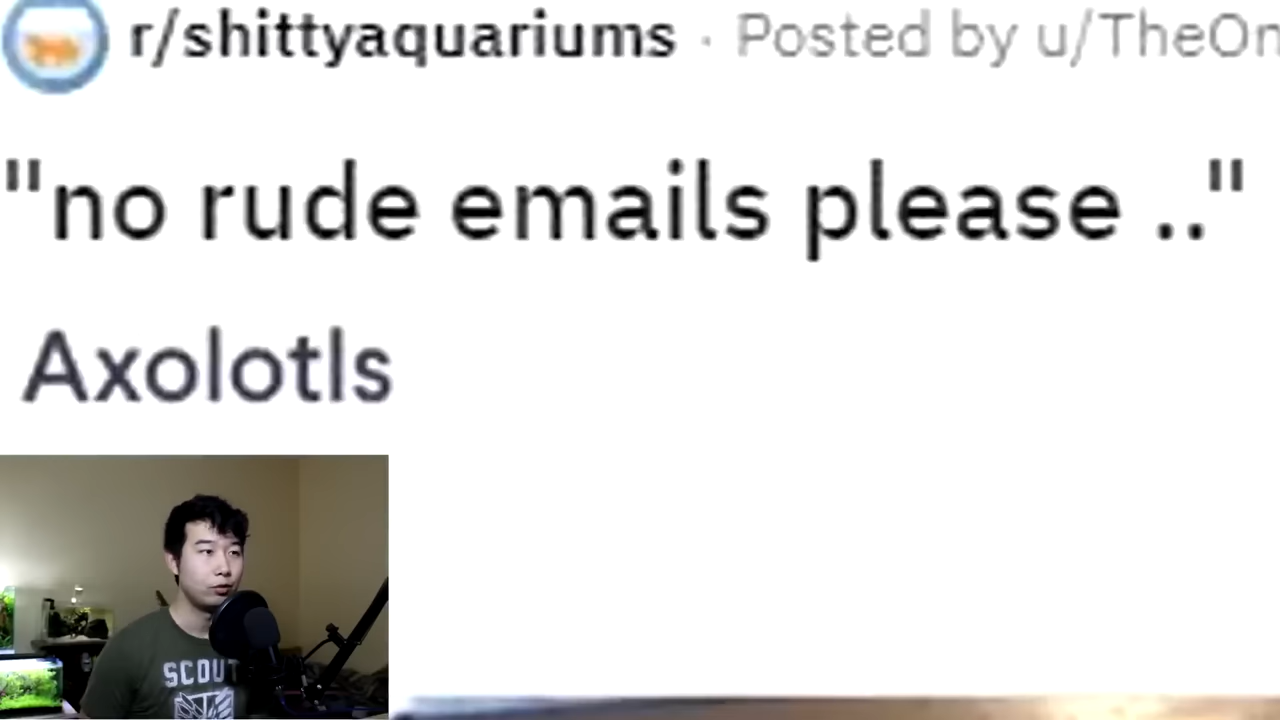 r/shittyaquariums · Posted by u/TheOn
"no rude emails please .."
Axolotls
SCOUT